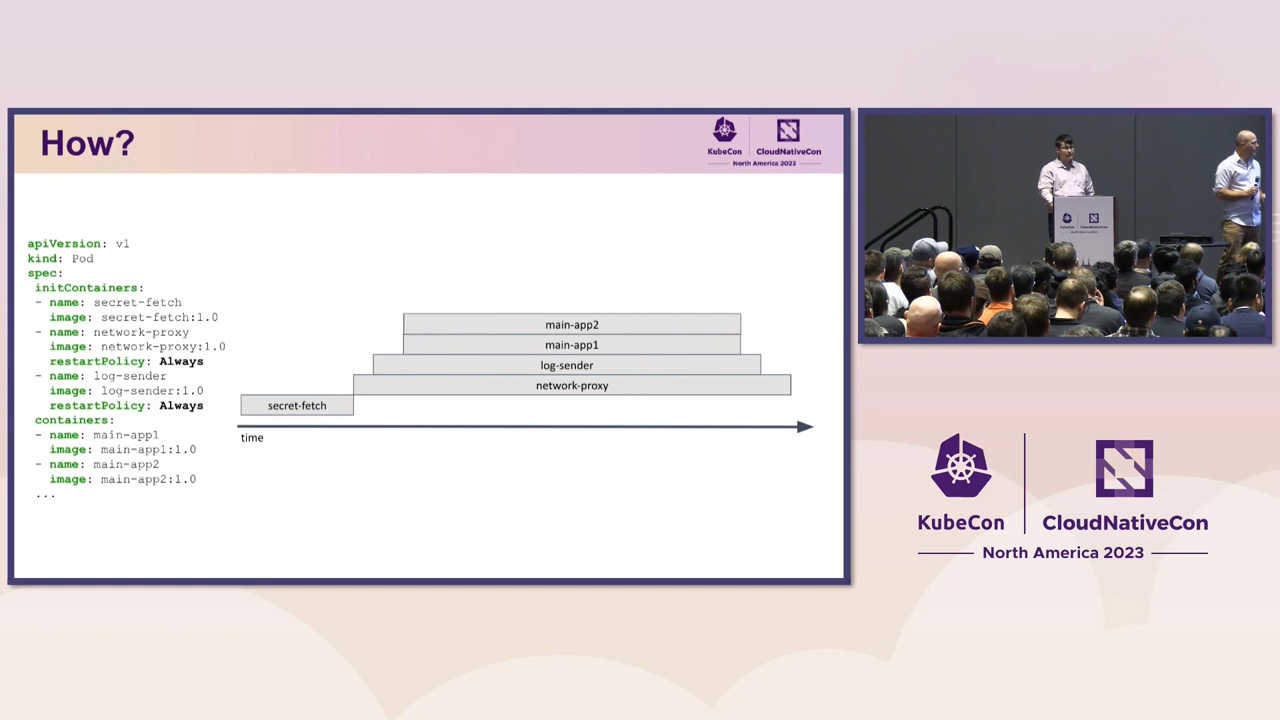 How?
KubeCon
CloudNativeCon
North America 2023
apiVersion: v1
kind: Pod
spec:
initContainers:
- name: secret-fetch
image: secret-fetch:1.0
- name: network-proxy
image: network-proxy:1.0
restartPolicy: Always
- name: log-sender
image: log-sender:1.0
restartPolicy: Always
containers:
- name: main-app1
image: main-app1:1.0
- name: main-app2
image: main-app2:1.0
...
main-app2
main-app1
log-sender
network-proxy
secret-fetch
time
KubeCon
CloudNativeCon
KubeCon
CloudNativeCon
North America 2023